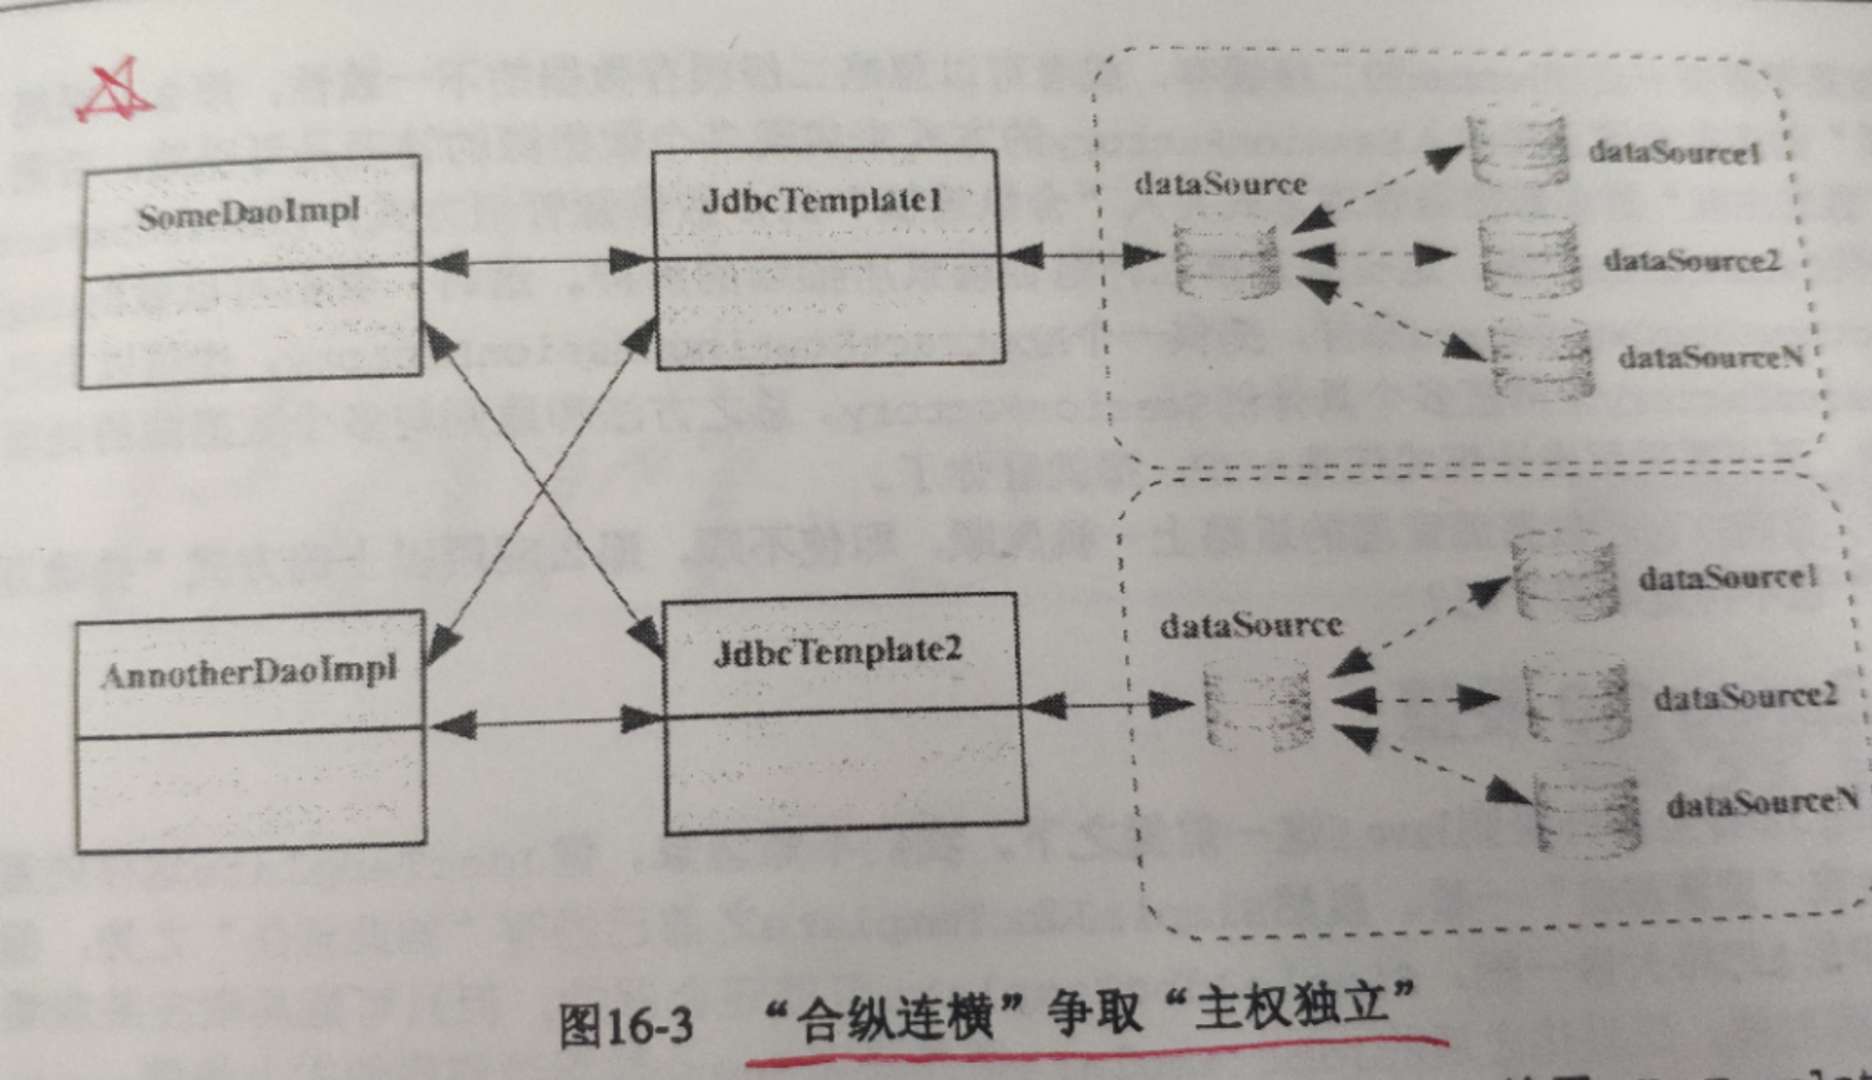 SomeDaoImpl
JdbcTemplate1
dataSource
dataSource1
dataSource2
dataSourceN
AnnotherDaoImpl
JdbcTemplate2
dataSource
dataSource1
dataSource2
dataSourceN
图16-3 “合纵连横”争取“主权独立”